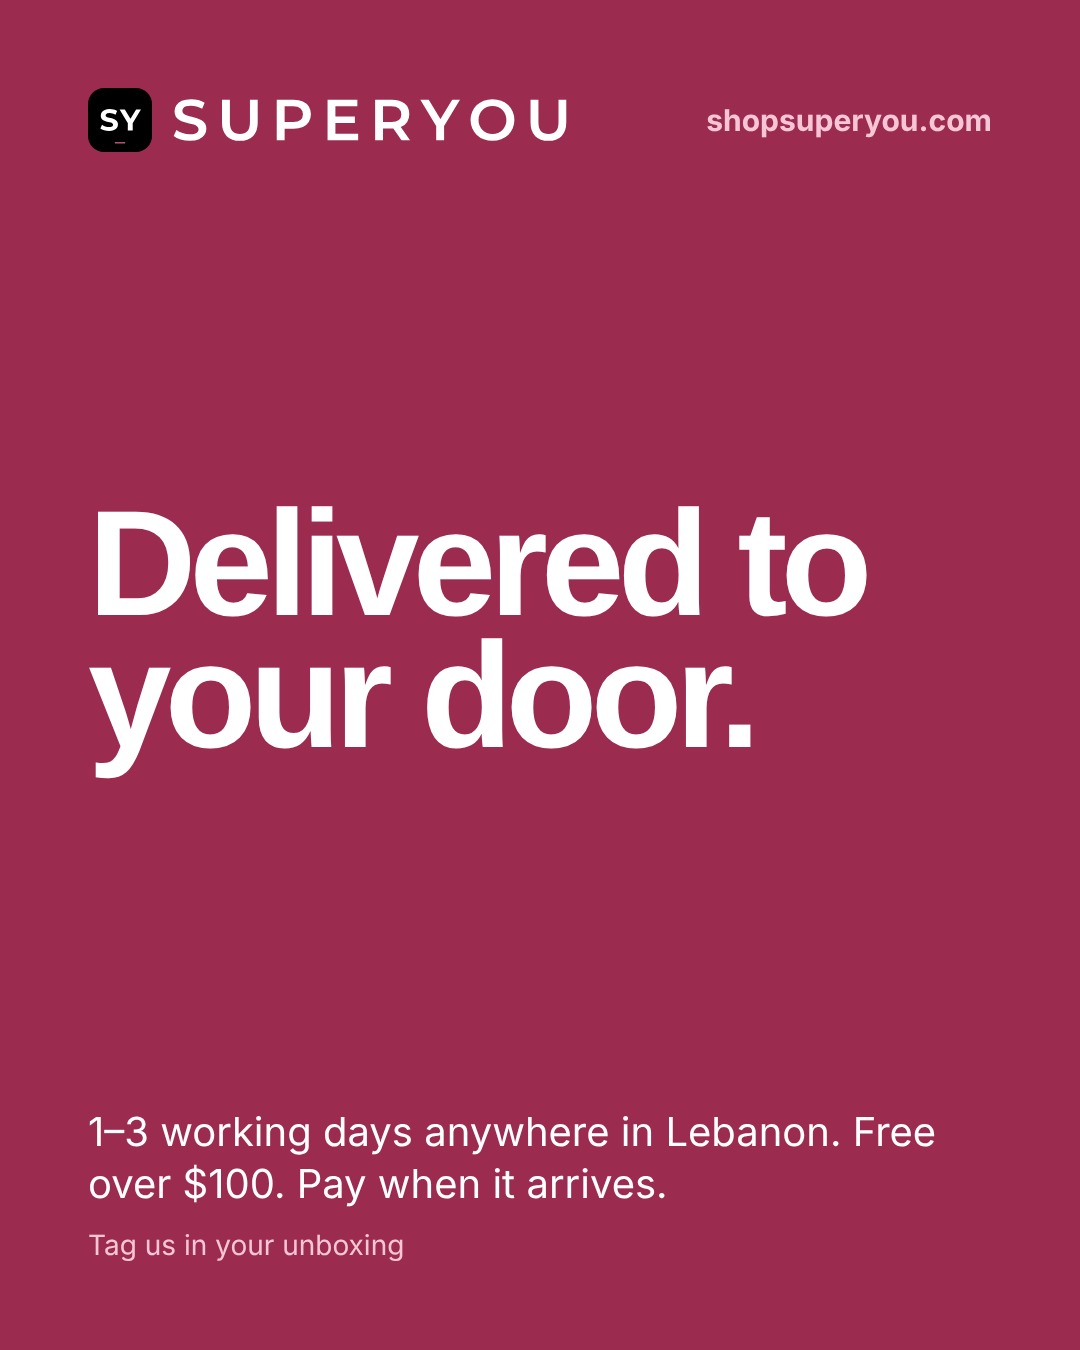 SY SUPERYOU
shopsuperyou.com
Delivered to
your door.
1–3 working days anywhere in Lebanon. Free
over $100. Pay when it arrives.
Tag us in your unboxing